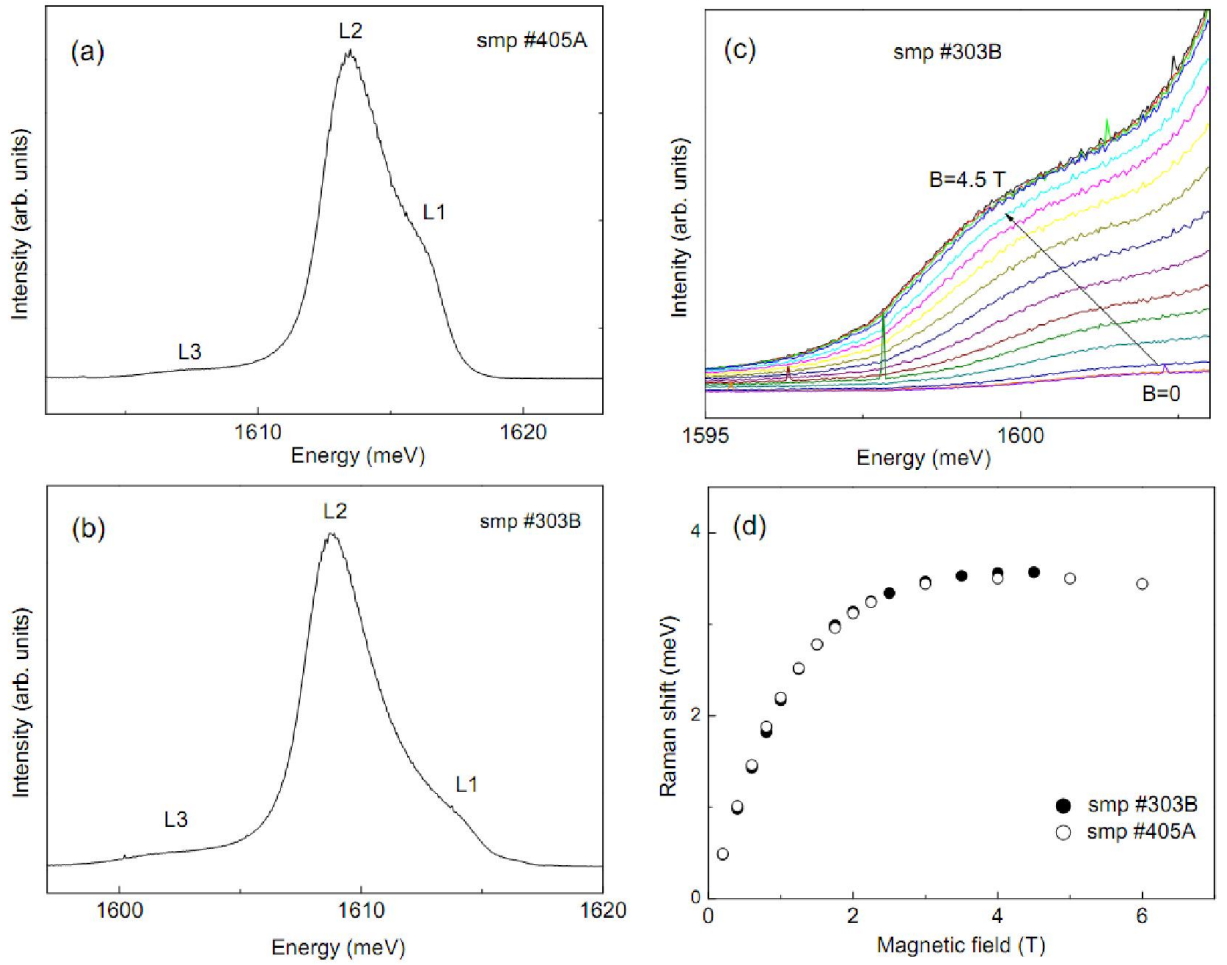 (a)
smp #405A
L2
L1
L3
Intensity (arb. units)
1610
1620
Energy (meV)
(b)
smp #303B
L2
L1
L3
Intensity (arb. units)
1600
1610
1620
Energy (meV)
(c)
smp #303B
B=4.5 T
B=0
Intenity (arb. units)
1595
1600
Energy (meV)
(d)
4
2
0
Raman shift (meV)
smp #303B
smp #405A
0
2
4
6
Magnetic field (T)